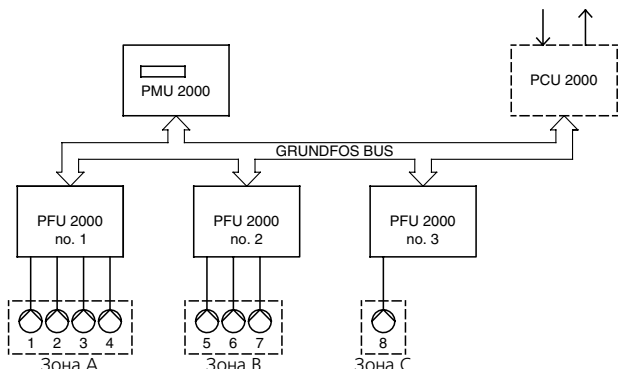 PMU 2000
PCU 2000
GRUNDFOS BUS
PFU 2000
no. 1
PFU 2000
no. 2
PFU 2000
no. 3
1 2 3 4
5 6 7
8
Зона А
Зона В
Зона С